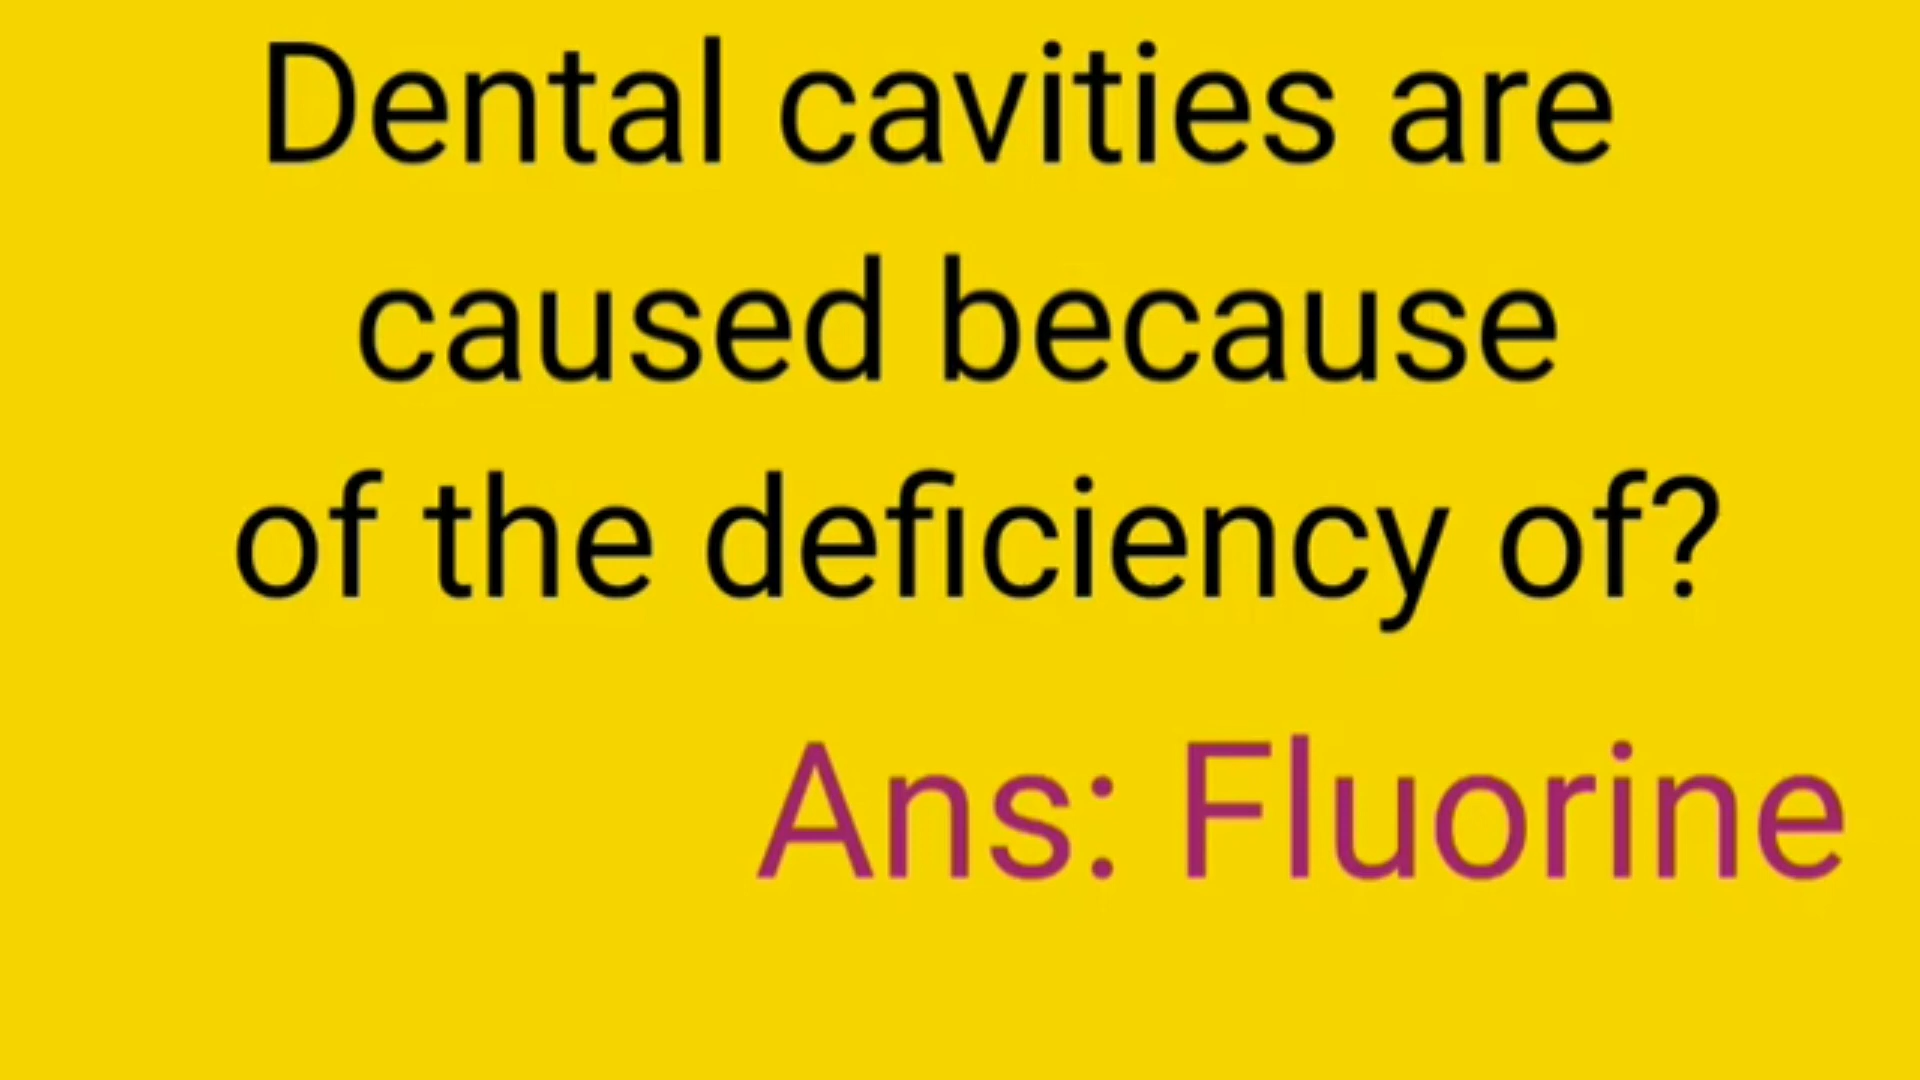 Dental cavities are
caused because
of the deficiency of?
Ans: Fluorine